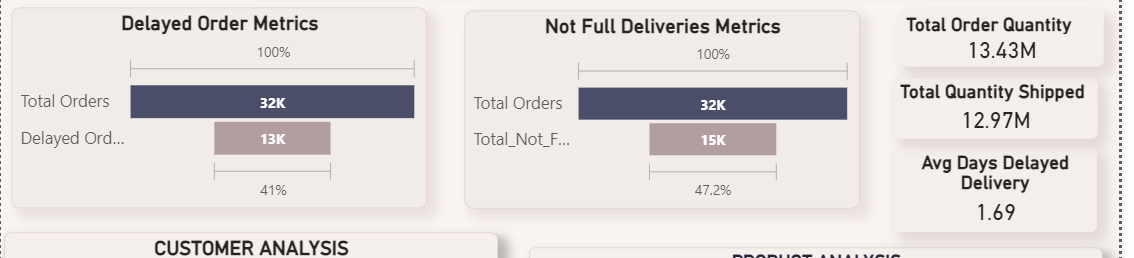 Delayed Order Metrics
100%
Total Orders
32K
Delayed Ord...
13K
41%
Not Full Deliveries Metrics
100%
Total Orders
32K
Total_Not_F...
15K
47.2%
Total Order Quantity
13.43M
Total Quantity Shipped
12.97M
Avg Days Delayed
Delivery
1.69
CUSTOMER ANALYSIS
PRODUCT ANALYSIS